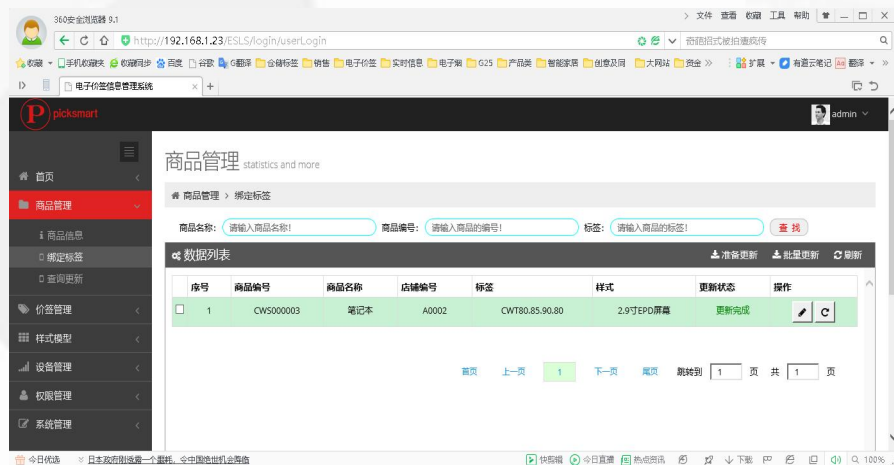 360安全浏览器 9.1
文件 查看 收藏 工具 帮助
http://192.168.1.23/ESLS/login/userLogin
奇葩招式被拍遭疯传
收藏 手机收藏夹 收藏同步 百度 谷歌 G翻译 仓储标签 销售 电子价签 实时信息 电子烟 G25 产品类 智能家居 创意及同 大网站 资金 » 扩展 有道云笔记 翻译 »
电子价签信息管理系统 × +
P picksmart
admin
商品管理 statistics and more
首页
商品管理 > 绑定标签
商品管理
商品名称: 请输入商品名称! 商品编号: 请输入商品的编号! 标签: 请输入商品的标签! 查 找
商品信息
数据列表 准备更新 批量更新 刷新
绑定标签
查询更新
序号 商品编号 商品名称 店铺编号 标签 样式 更新状态 操作
价签管理
1 CWS000003 笔记本 A0002 CWT80.85.90.80 2.9寸EPD屏幕 更新完成
样式模型
设备管理
首页 上一页 1 下一页 尾页 跳转到 1 页 共 1 页
权限管理
系统管理
今日优选 日本政府刚透露一个噩耗，令中国绝世机会降临 快剪辑 今日直播 热点资讯 下载 100%